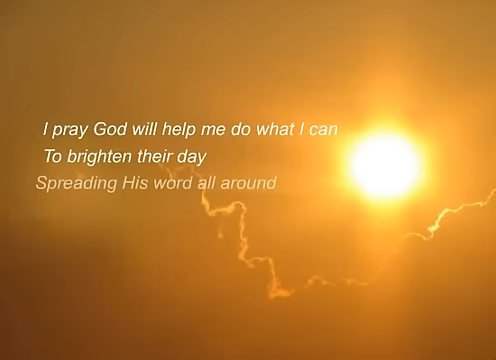 I pray God will help me do what I can
To brighten their day
Spreading His word all around